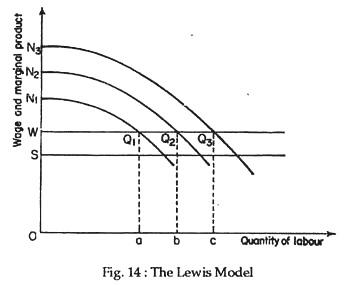 Wage and marginal product
N3
N2
N1
W
Q1
Q2
Q3
S
O
a
b
c
Quantity of labour
Fig. 14 : The Lewis Model